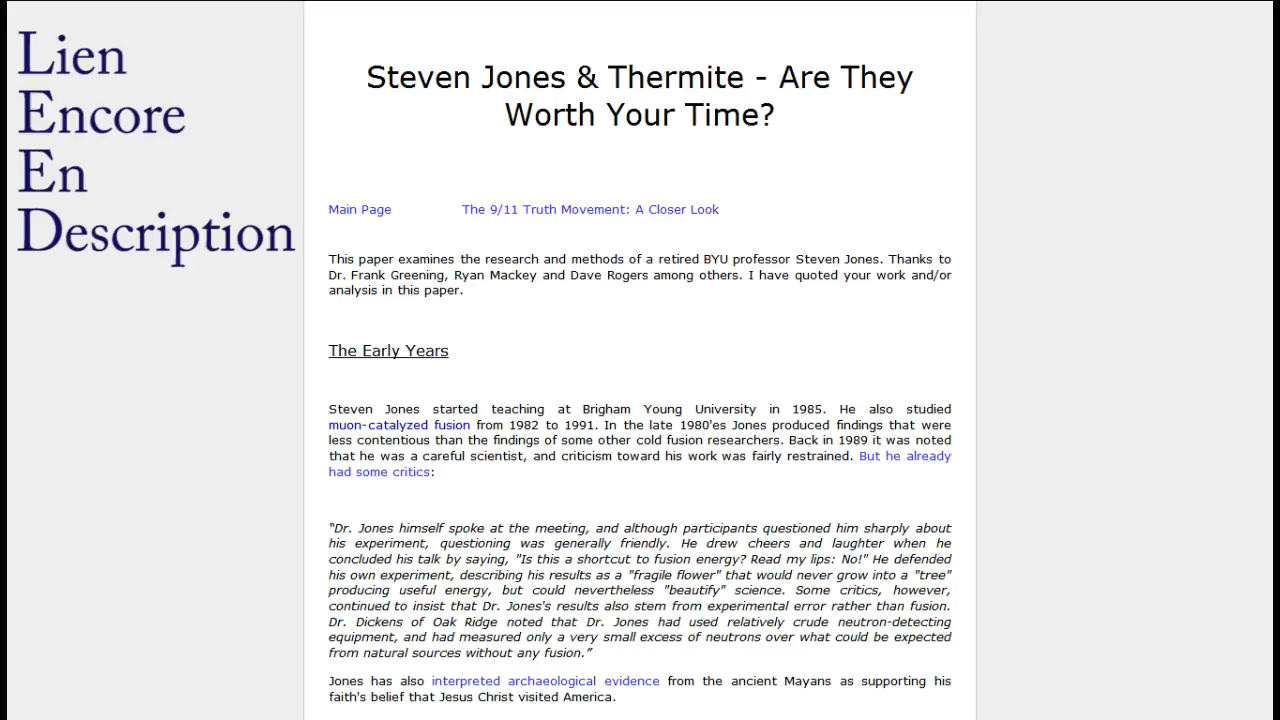 Lien
Encore
En
Description
Steven Jones & Thermite - Are They
Worth Your Time?
Main Page The 9/11 Truth Movement: A Closer Look
This paper examines the research and methods of a retired BYU professor Steven Jones. Thanks to
Dr. Frank Greening, Ryan Mackey and Dave Rogers among others. I have quoted your work and/or
analysis in this paper.
The Early Years
Steven Jones started teaching at Brigham Young University in 1985. He also studied
muon-catalyzed fusion from 1982 to 1991. In the late 1980'es Jones produced findings that were
less contentious than the findings of some other cold fusion researchers. Back in 1989 it was noted
that he was a careful scientist, and criticism toward his work was fairly restrained. But he already
had some critics:
“Dr. Jones himself spoke at the meeting, and although participants questioned him sharply about
his experiment, questioning was generally friendly. He drew cheers and laughter when he
concluded his talk by saying, "Is this a shortcut to fusion energy? Read my lips: No!" He defended
his own experiment, describing his results as a "fragile flower" that would never grow into a "tree"
producing useful energy, but could nevertheless "beautify" science. Some critics, however,
continued to insist that Dr. Jones's results also stem from experimental error rather than fusion.
Dr. Dickens of Oak Ridge noted that Dr. Jones had used relatively crude neutron-detecting
equipment, and had measured only a very small excess of neutrons over what could be expected
from natural sources without any fusion.”
Jones has also interpreted archaeological evidence from the ancient Mayans as supporting his
faith's belief that Jesus Christ visited America.